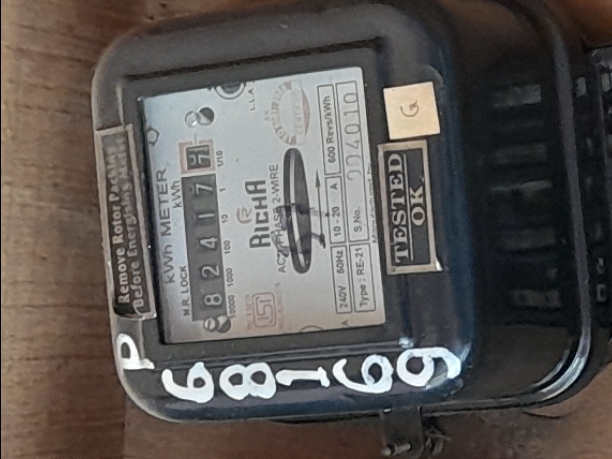 Remove Rotor Packing
Before Energising Meter
P
68169
kWh METER
M.R. LOCK kWh
8 2 4 1 7
10000 1000 100 10 1 1/10
RICHA
AC 1 PHASE 2-WIRE
240V 50Hz 10-20 A 600 Revs/kWh
Type: RE-21 S.No.
TESTED
OK